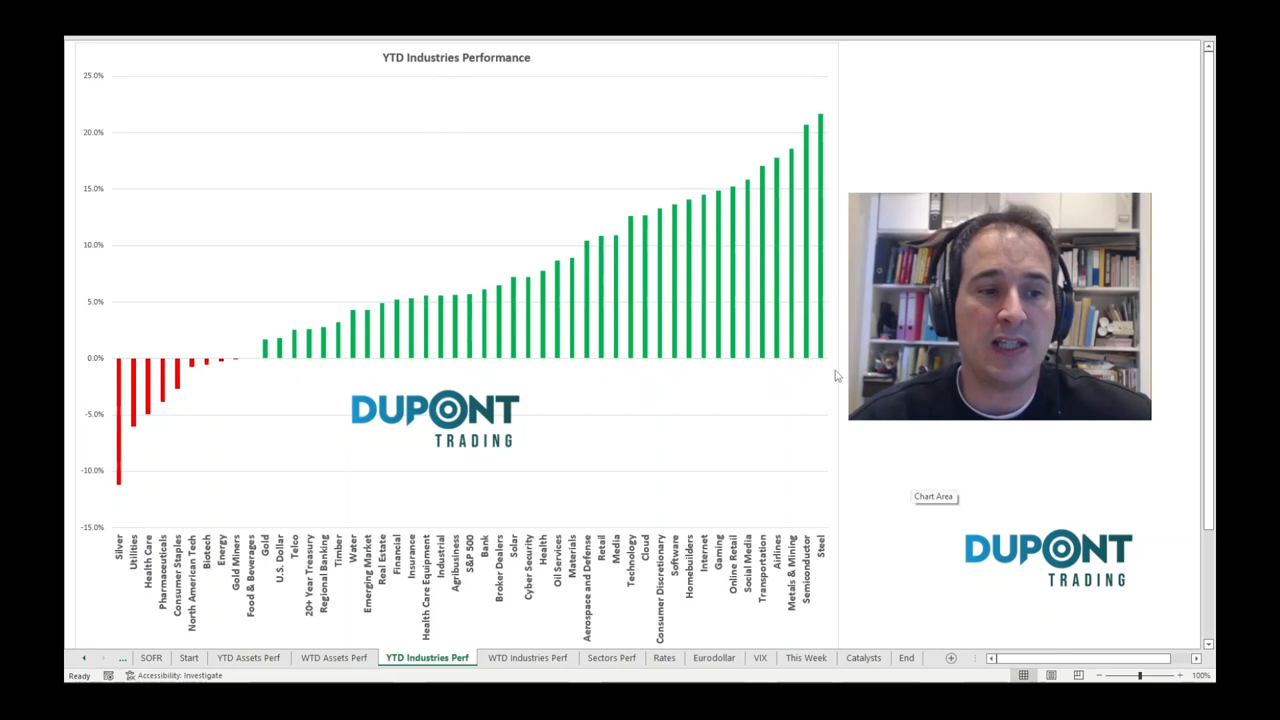 YTD Industries Performance
25.0%
20.0%
15.0%
10.0%
5.0%
0.0%
-5.0%
-10.0%
-15.0%
DUPONT
TRADING
Silver
Utilities
Health Care
Pharmaceuticals
Consumer Staples
North American Tech
Biotech
Energy
Gold Miners
Food & Beverages
Gold
U.S. Dollar
Telco
20+ Year Treasury
Regional Banking
Timber
Water
Emerging Market
Real Estate
Financial
Insurance
Health Care Equipment
Industrial
Agribusiness
S&P 500
Bank
Broker Dealers
Solar
Cyber Security
Health
Oil Services
Materials
Aerospace and Defense
Retail
Media
Technology
Cloud
Consumer Discretionary
Software
Homebuilders
Internet
Gaming
Online Retail
Social Media
Transportation
Airlines
Metals & Mining
Semiconductor
Steel
Chart Area
DUPONT
TRADING
... SOFR Start YTD Assets Perf WTD Assets Perf YTD Industries Perf WTD Industries Perf Sectors Perf Rates Eurodollar VIX This Week Catalysts End
Ready Accessibility: Investigate 100%